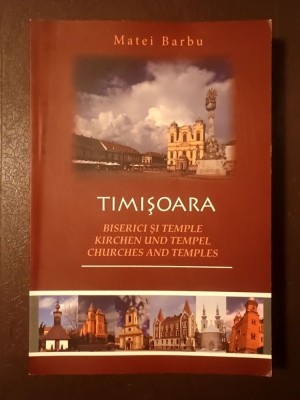 Matei Barbu
TIMIŞOARA
BISERICI ŞI TEMPLE
KIRCHEN UND TEMPEL
CHURCHES AND TEMPLES